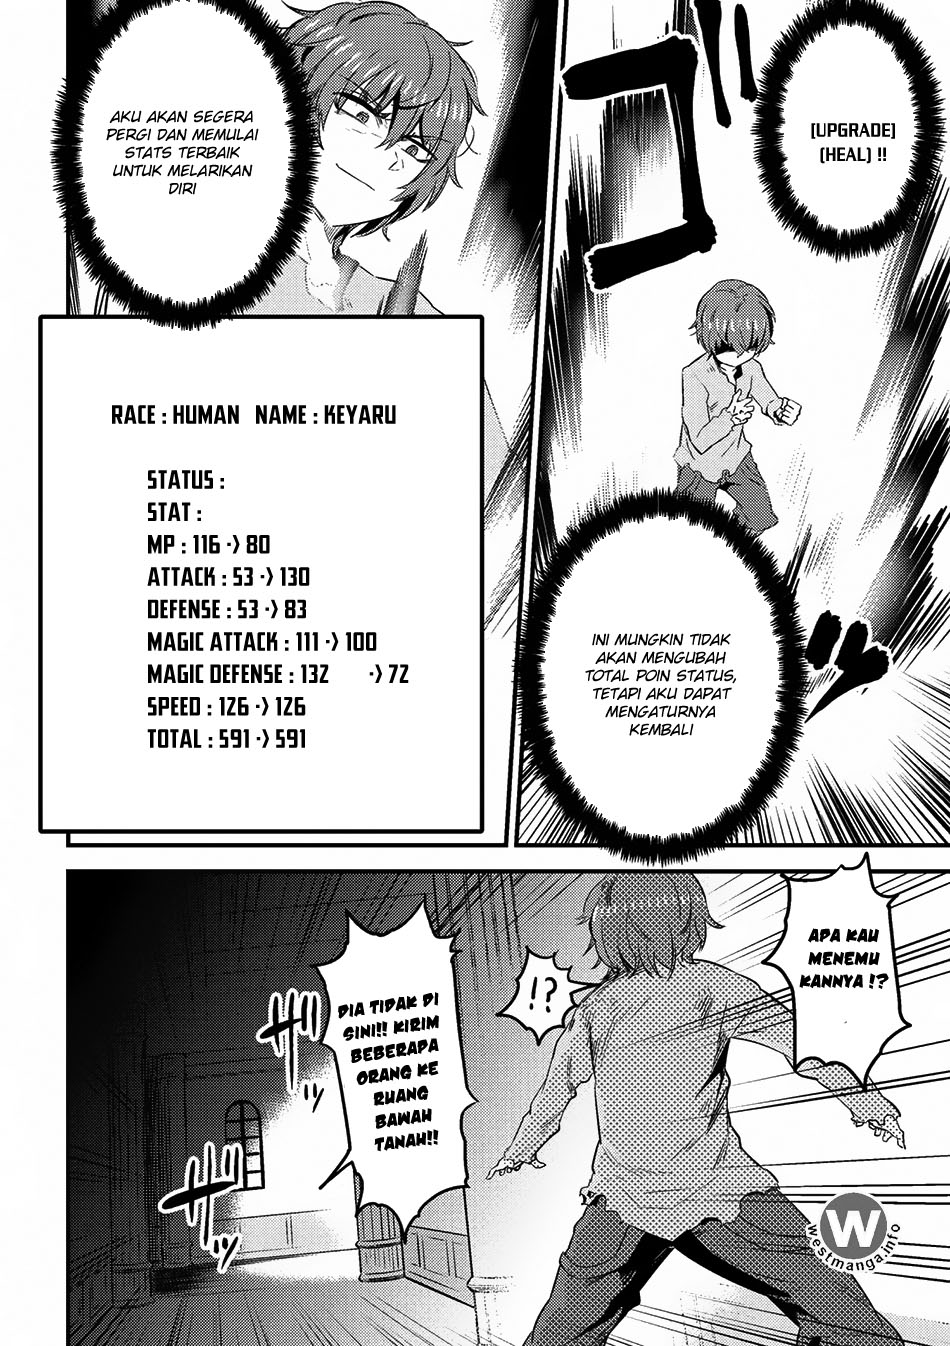 [UPGRADE]
(HEAL) !!
ゴ
INI MUNGKIN TIDAK
AKAN MENGUBAH
TOTAL POIN STATUS,
TETAPI AKU DAPAT
MENGATURNYA
KEMBALI
AKU AKAN SEGERA
PERGI DAN MEMULAI
STATS TERBAIK
UNTUK MELARIKAN
DIRI
RACE : HUMAN NAME : KEYARU
STATUS :
STAT :
MP : 116 -> 80
ATTACK : 53 -> 130
DEFENSE : 53 -> 83
MAGIC ATTACK : 111 -> 100
MAGIC DEFENSE : 132 -> 72
SPEED : 126 -> 126
TOTAL : 591 -> 591
APA KAU
MENEMU
KANNYA !?
!?
DIA TIDAK DI
SINI!! KIRIM
BEBERAPA
ORANG KE
RUANG
BAWAH
TANAH!!
W
westmanga.info